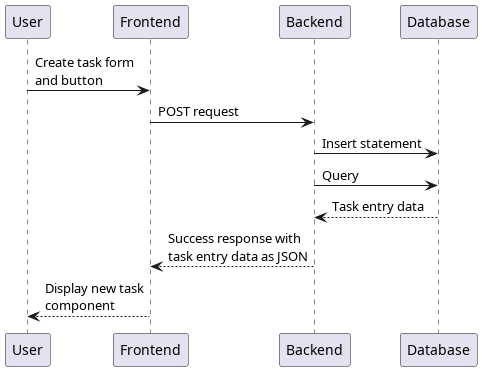 User Frontend Backend Database
Create task form
and button
POST request
Insert statement
Query
Task entry data
Success response with
task entry data as JSON
Display new task
component
User Frontend Backend Database